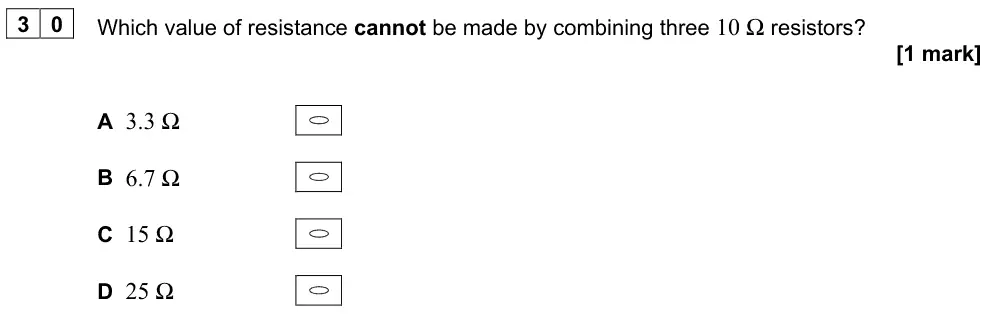 3 0 Which value of resistance cannot be made by combining three 10 Ω resistors?
[1 mark]
A 3.3 Ω
B 6.7 Ω
C 15 Ω
D 25 Ω